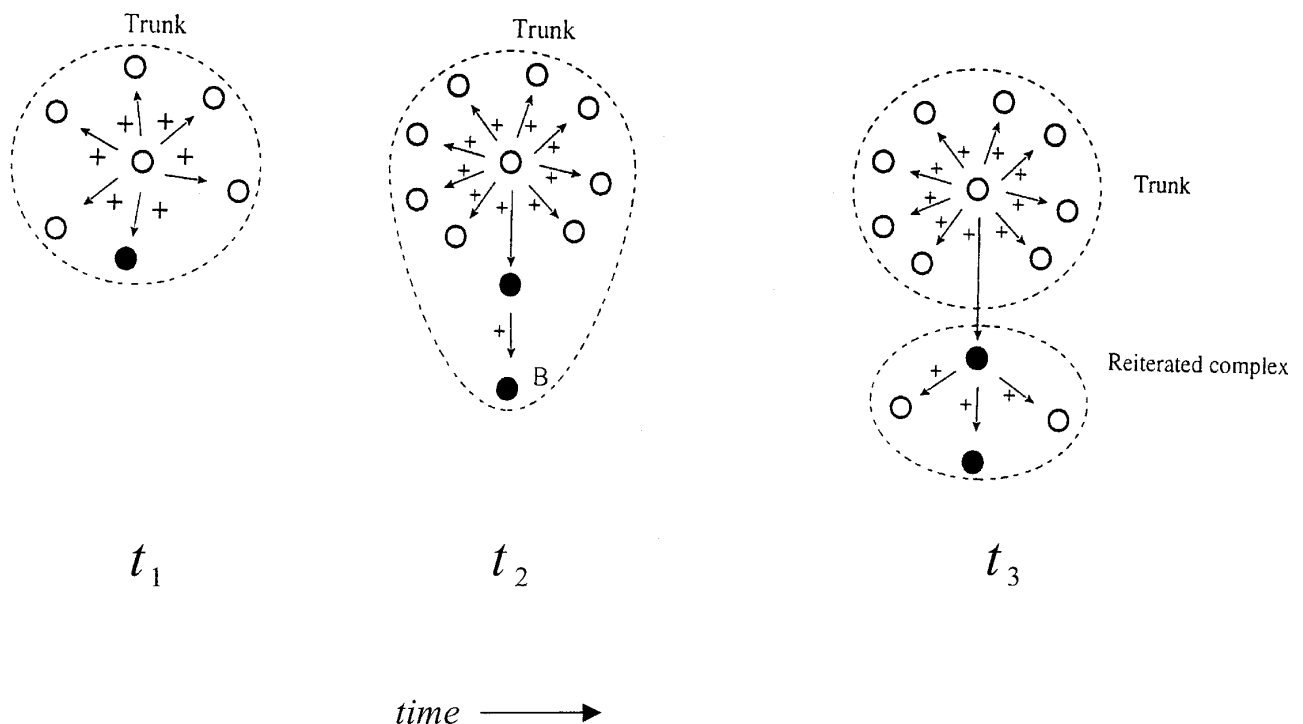 Trunk
Trunk
Trunk
+ + + + + +
+ + + + + + + + +
+ + + + + + + + +
+
B
Reiterated complex
+ + +
t1
t2
t3
time